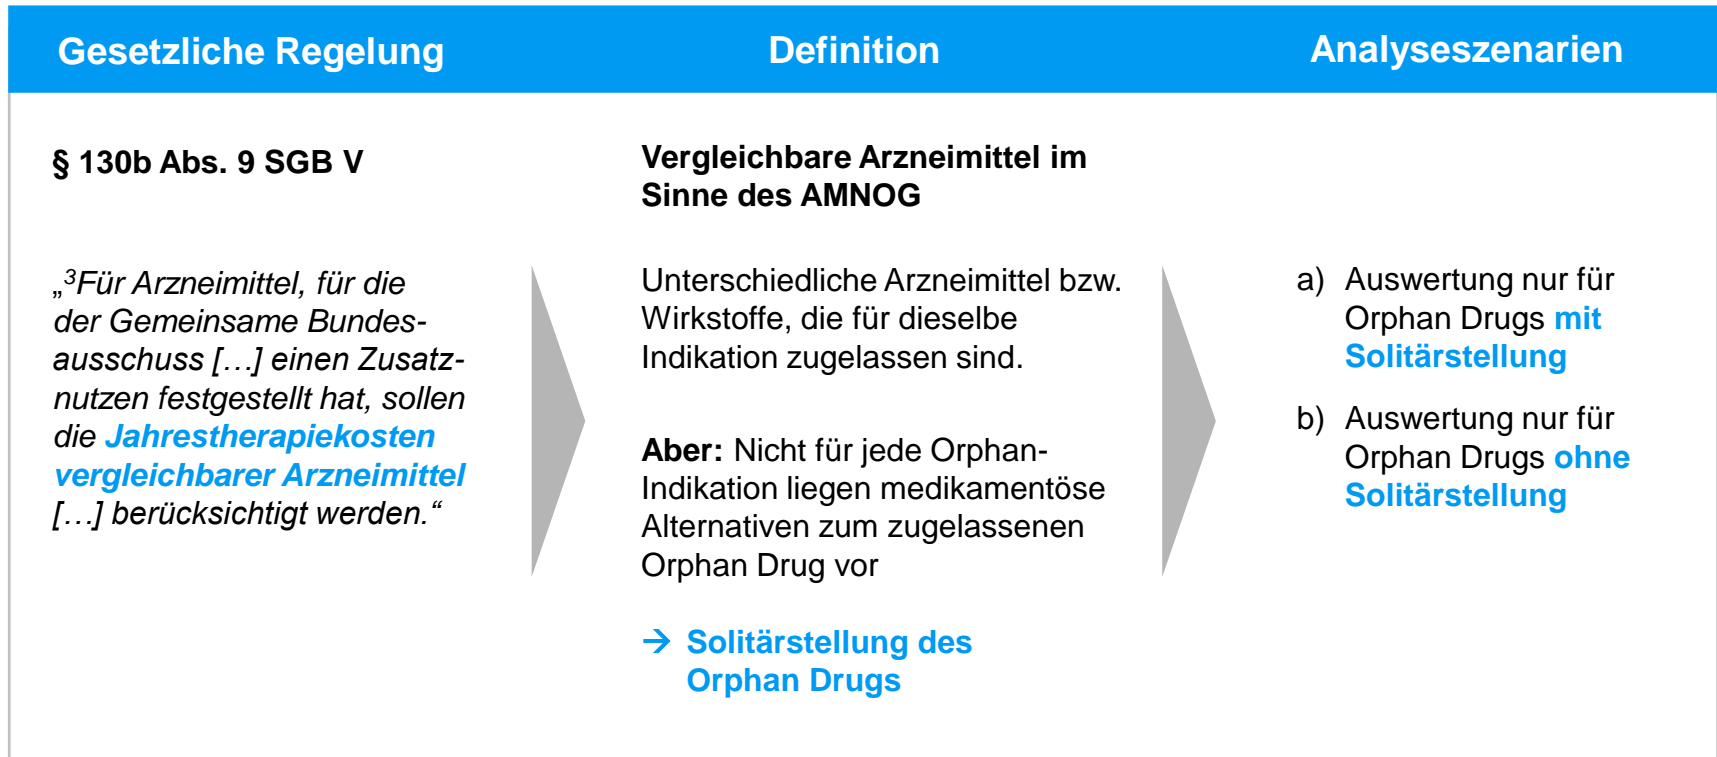 Gesetzliche Regelung
Definition
Analyseszenarien
§ 130b Abs. 9 SGB V
„³Für Arzneimittel, für die
der Gemeinsame Bundes-
ausschuss […] einen Zusatz-
nutzen festgestellt hat, sollen
die Jahrestherapiekosten
vergleichbarer Arzneimittel
[…] berücksichtigt werden.“
Vergleichbare Arzneimittel im
Sinne des AMNOG
Unterschiedliche Arzneimittel bzw.
Wirkstoffe, die für dieselbe
Indikation zugelassen sind.
Aber: Nicht für jede Orphan-
Indikation liegen medikamentöse
Alternativen zum zugelassenen
Orphan Drug vor
→ Solitärstellung des
Orphan Drugs
a) Auswertung nur für
Orphan Drugs mit
Solitärstellung
b) Auswertung nur für
Orphan Drugs ohne
Solitärstellung